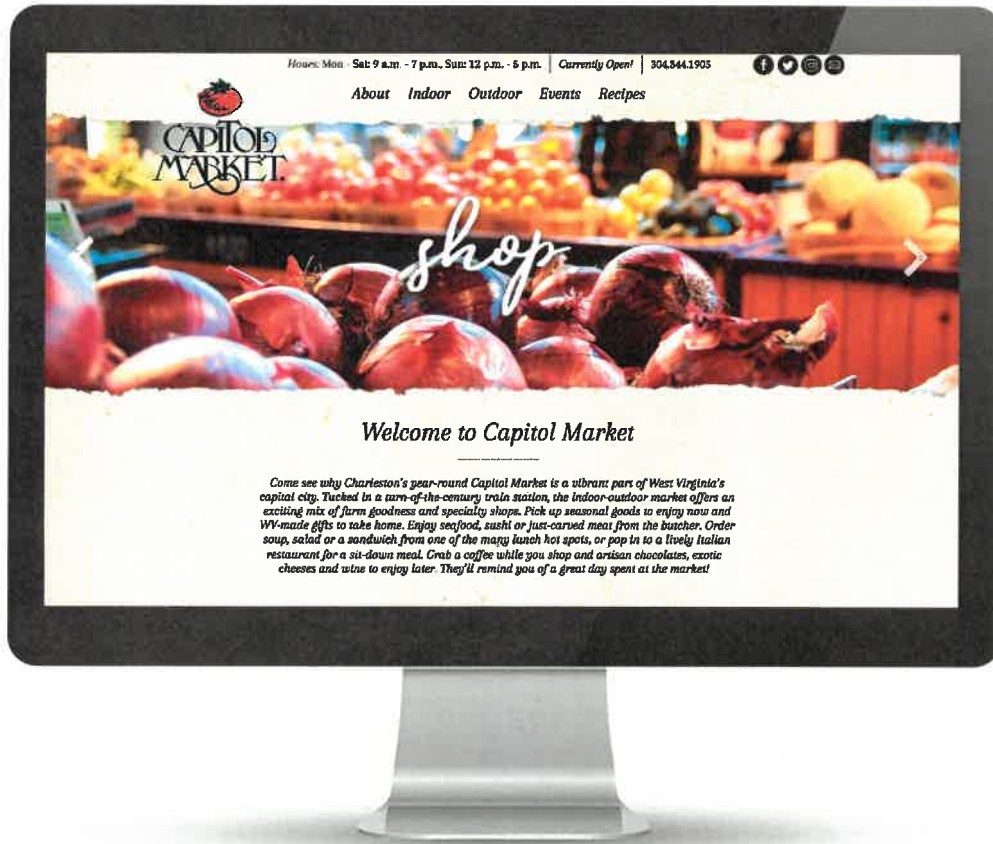 Hours: Mon - Sat: 9 a.m. - 7 p.m., Sun: 12 p.m. - 5 p.m. | Currently Open! | 304.344.1905
About Indoor Outdoor Events Recipes
CAPITOL
MARKET.
shop
Welcome to Capitol Market
Come see why Charleston's year-round Capitol Market is a vibrant part of West Virginia's
capital city. Tucked in a turn-of-the-century train station, the indoor-outdoor market offers an
exciting mix of farm goodness and specialty shops. Pick up seasonal goods to enjoy now and
WV-made gifts to take home. Enjoy seafood, sushi or just-carved meat from the butcher. Order
soup, salad or a sandwich from one of the many lunch hot spots, or pop in to a lively Italian
restaurant for a sit-down meal. Grab a coffee while you shop and artisan chocolates, exotic
cheeses and wine to enjoy later. They'll remind you of a great day spent at the market!